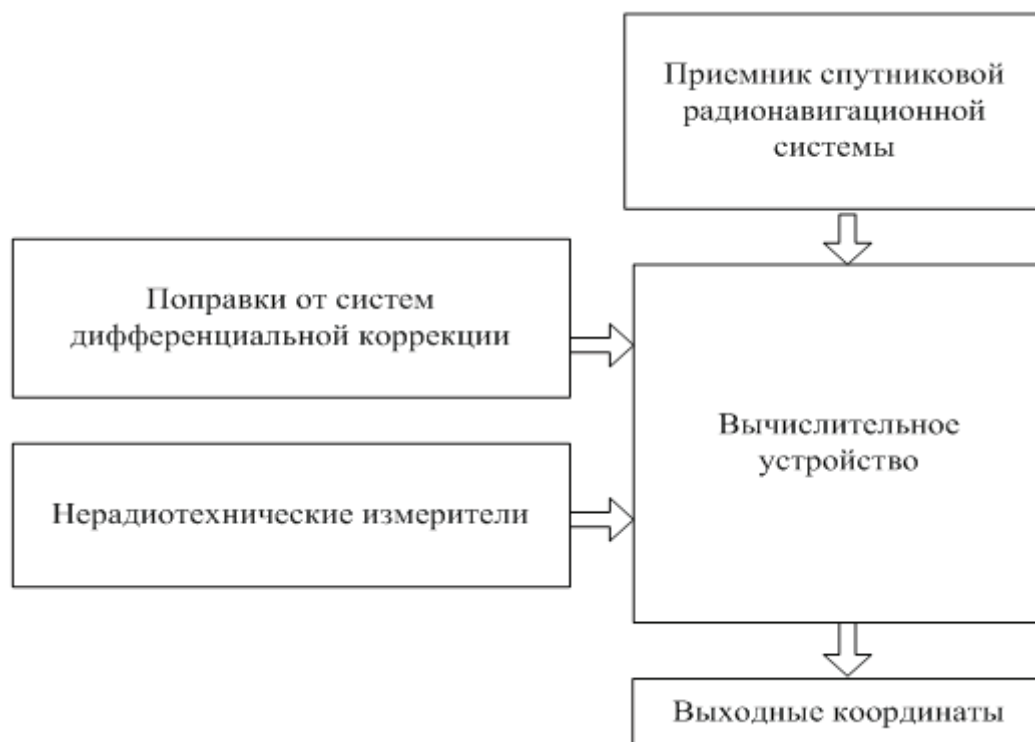 Приемник спутниковой
радионавигационной
системы
Поправки от систем
дифференциальной коррекции
Вычислительное
устройство
Нерадиотехнические измерители
Выходные координаты